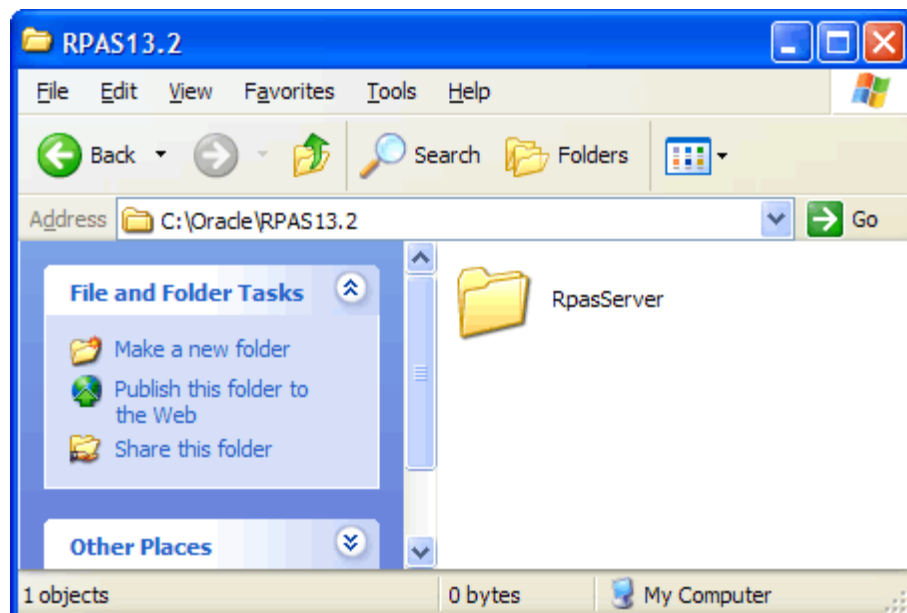 RPAS13.2
File Edit View Favorites Tools Help
Back Search Folders
Address C:\Oracle\RPAS13.2 Go
File and Folder Tasks
Make a new folder
Publish this folder to
the Web
Share this folder
Other Places
RpasServer
1 objects 0 bytes My Computer